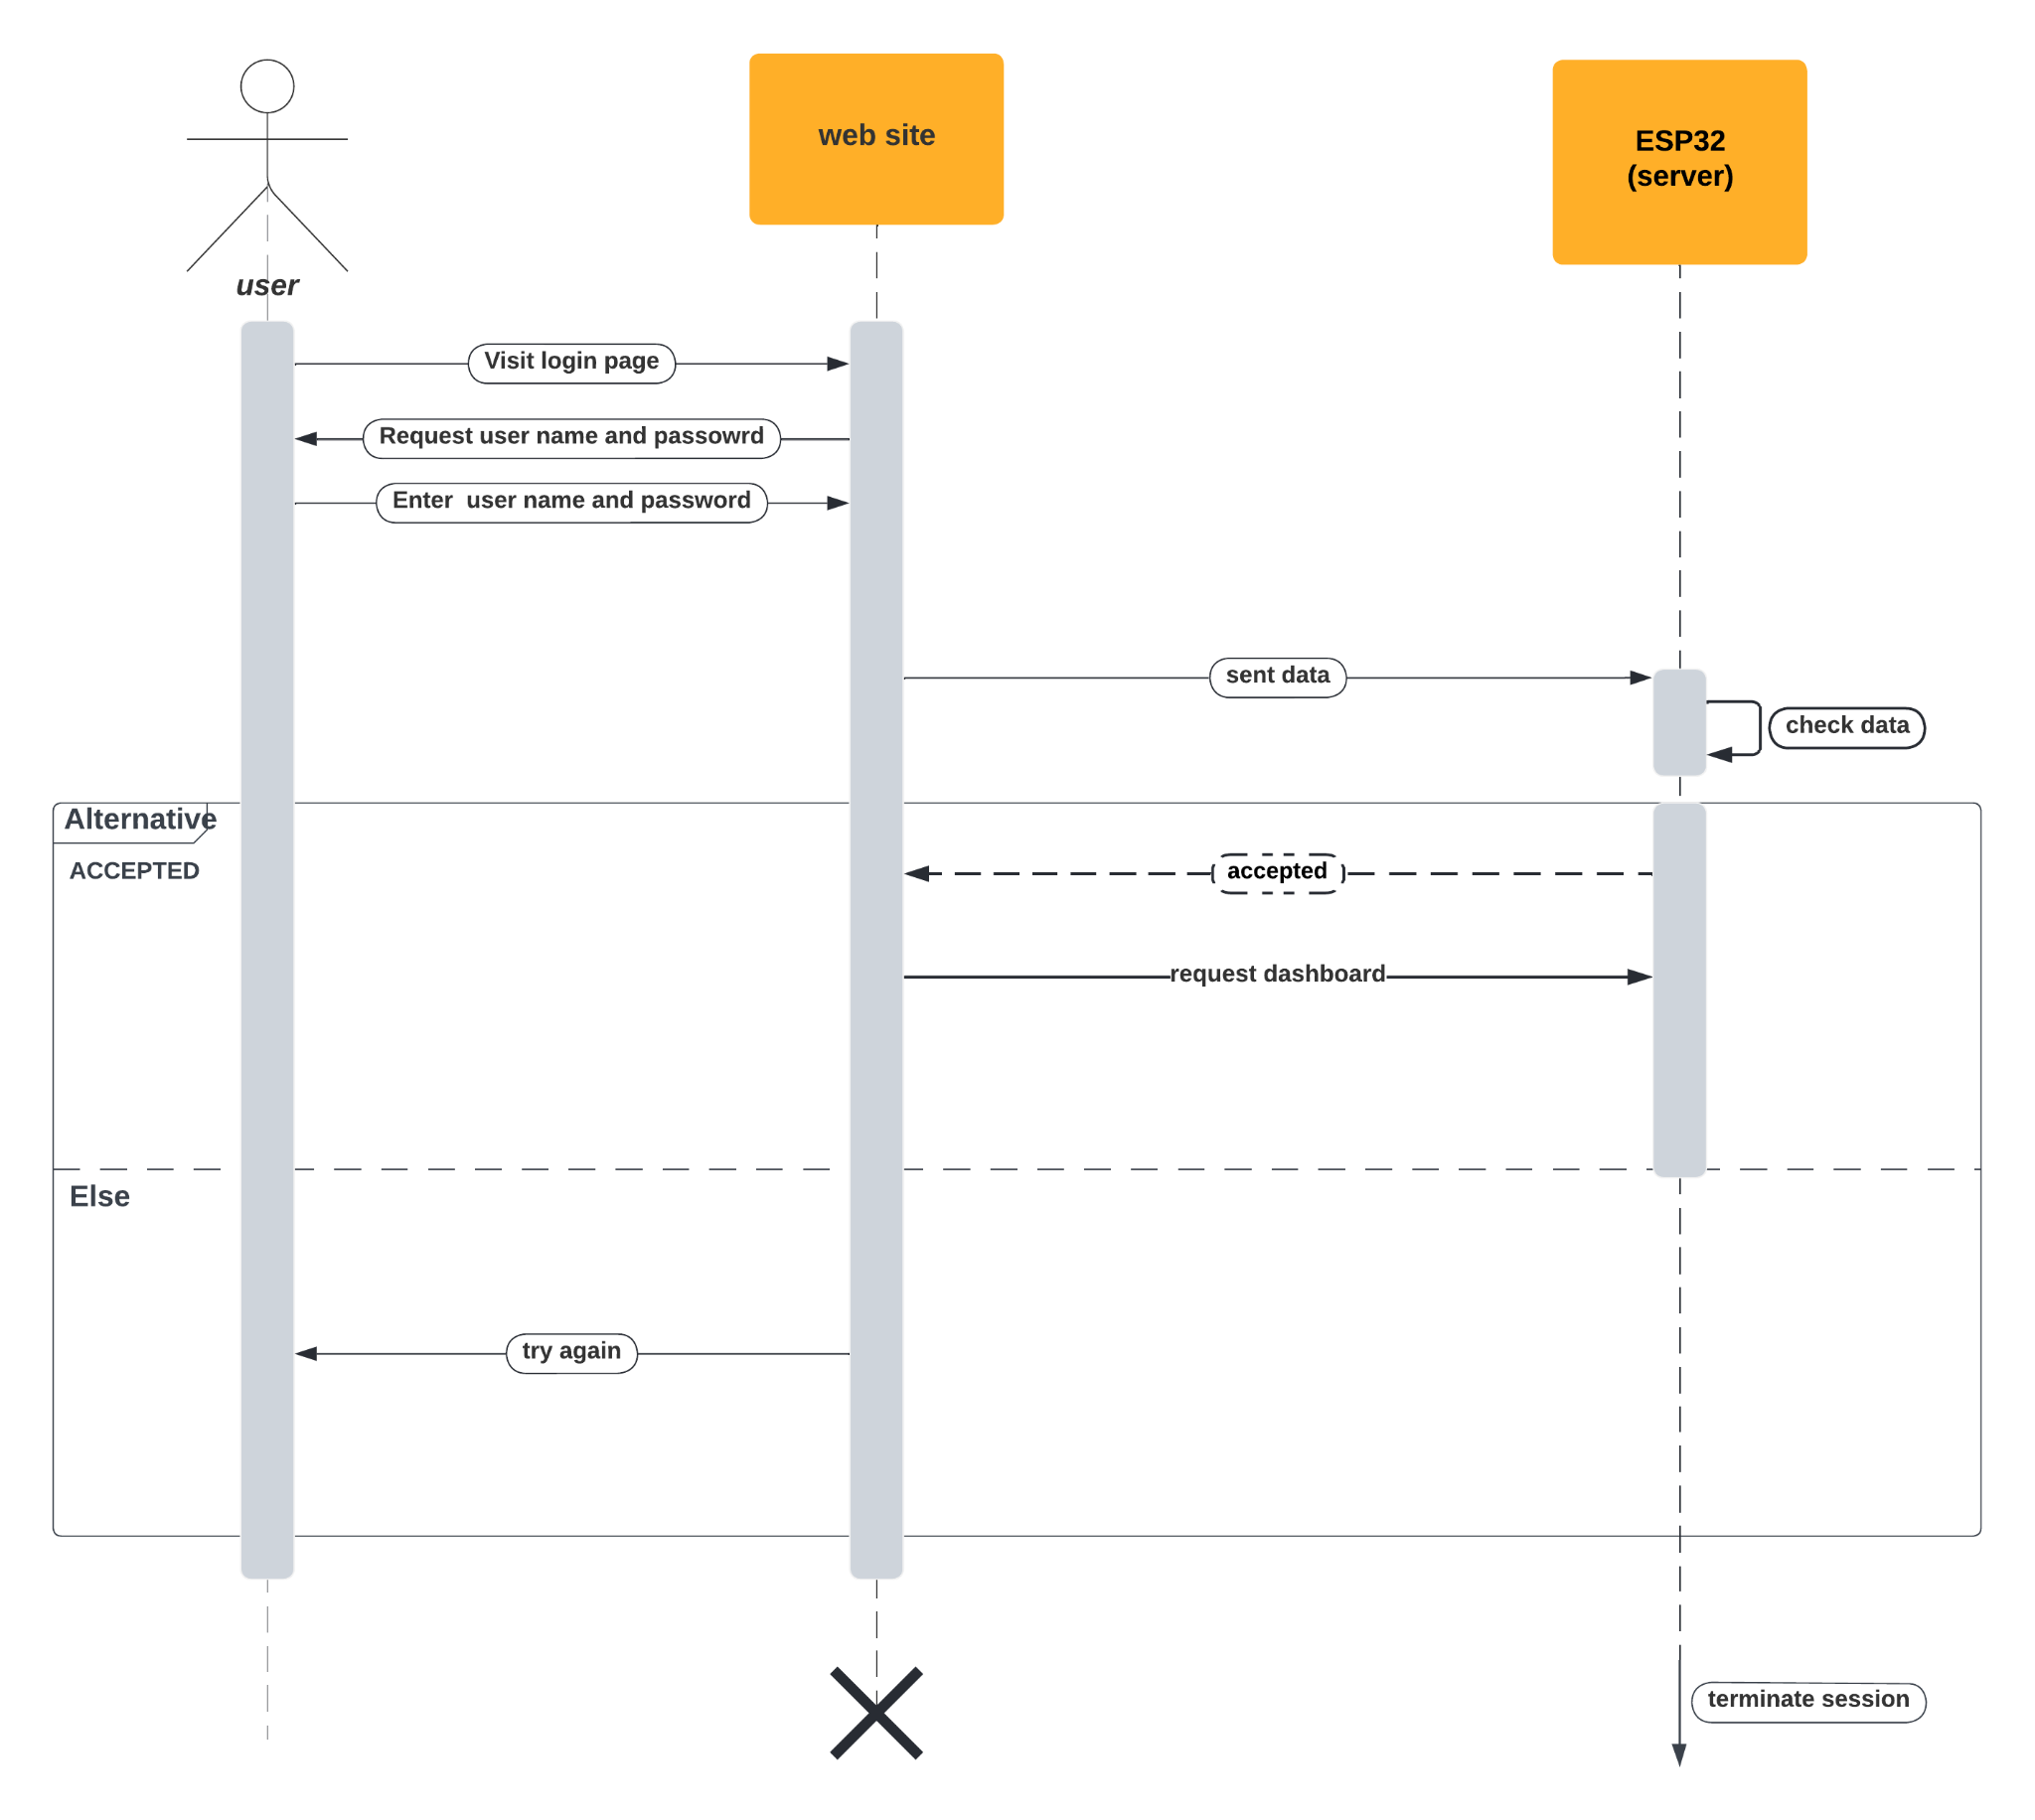 web site
ESP32
(server)
user
Visit login page
Request user name and passowrd
Enter  user name and password
sent data
check data
Alternative
ACCEPTED
accepted
request dashboard
Else
try again
terminate session